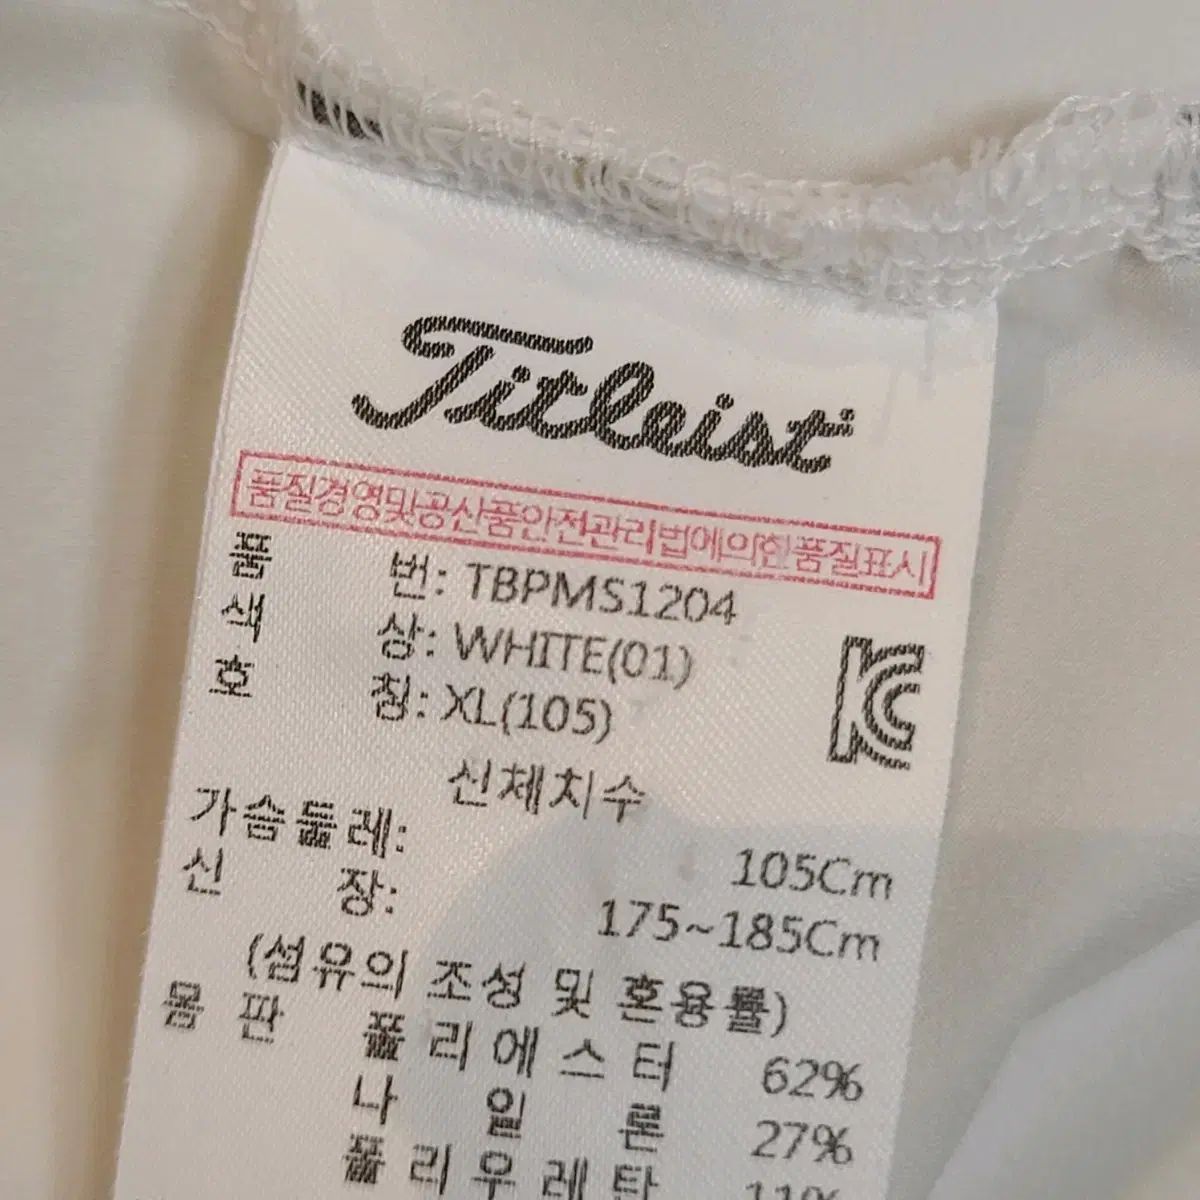 Titleist
품질경영및공산품안전관리법에의한품질표시
품 번: TBPMS1204
색 상: WHITE(01)
호 칭: XL(105)
신체치수
가슴둘레: 105Cm
신 장: 175~185Cm
(섬유의 조성 및 혼용률)
몸 판 폴리에스터 62%
나 일 론 27%
폴리우레탄 11%